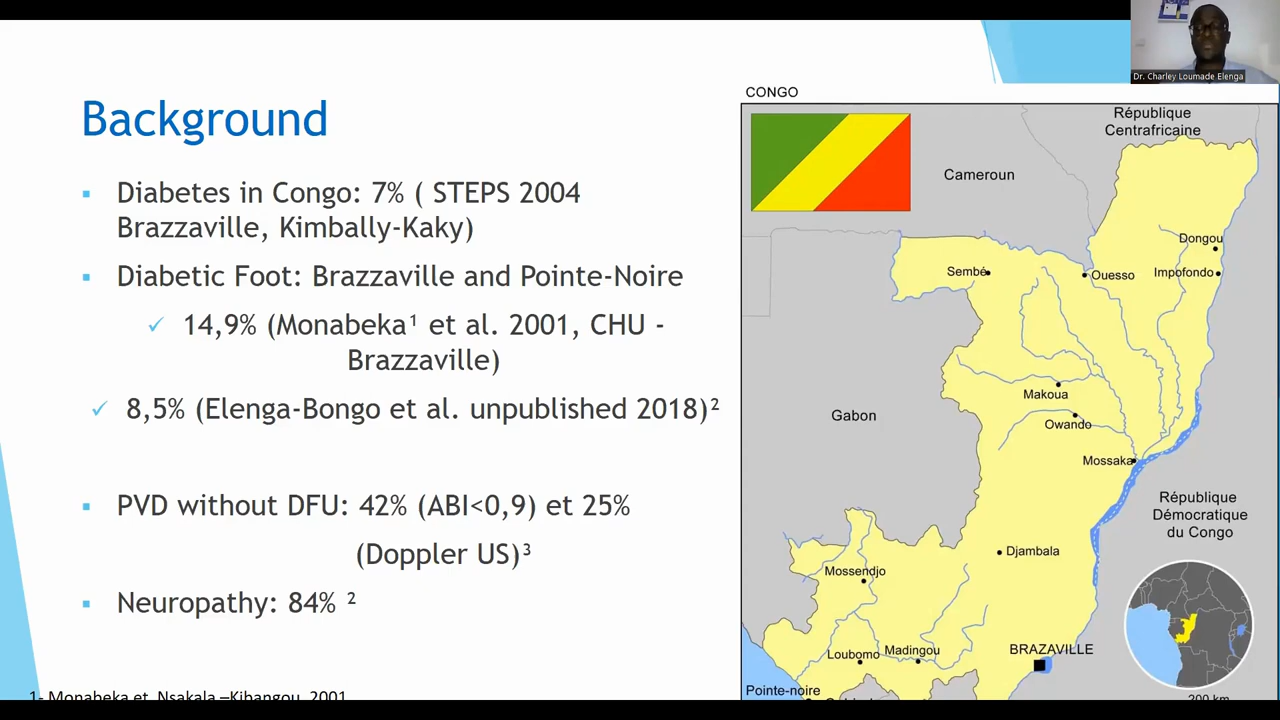 Dr. Charley Loumade Elenga
Background
Diabetes in Congo: 7% ( STEPS 2004
Brazzaville, Kimbally-Kaky)
Diabetic Foot: Brazzaville and Pointe-Noire
14,9% (Monabeka¹ et al. 2001, CHU -
Brazzaville)
8,5% (Elenga-Bongo et al. unpublished 2018)²
PVD without DFU: 42% (ABI<0,9) et 25%
(Doppler US)³
Neuropathy: 84% ²
1- Monabeka et Nsakala –Kibangou 2001
CONGO
République
Centrafricaine
Cameroun
Dongou
Sembé
Ouesso
Impofondo
Makoua
Gabon
Owando
Mossaka
République
Démocratique
du Congo
Djambala
Mossendjo
BRAZAVILLE
Loubomo
Madingou
Pointe-noire
200 km